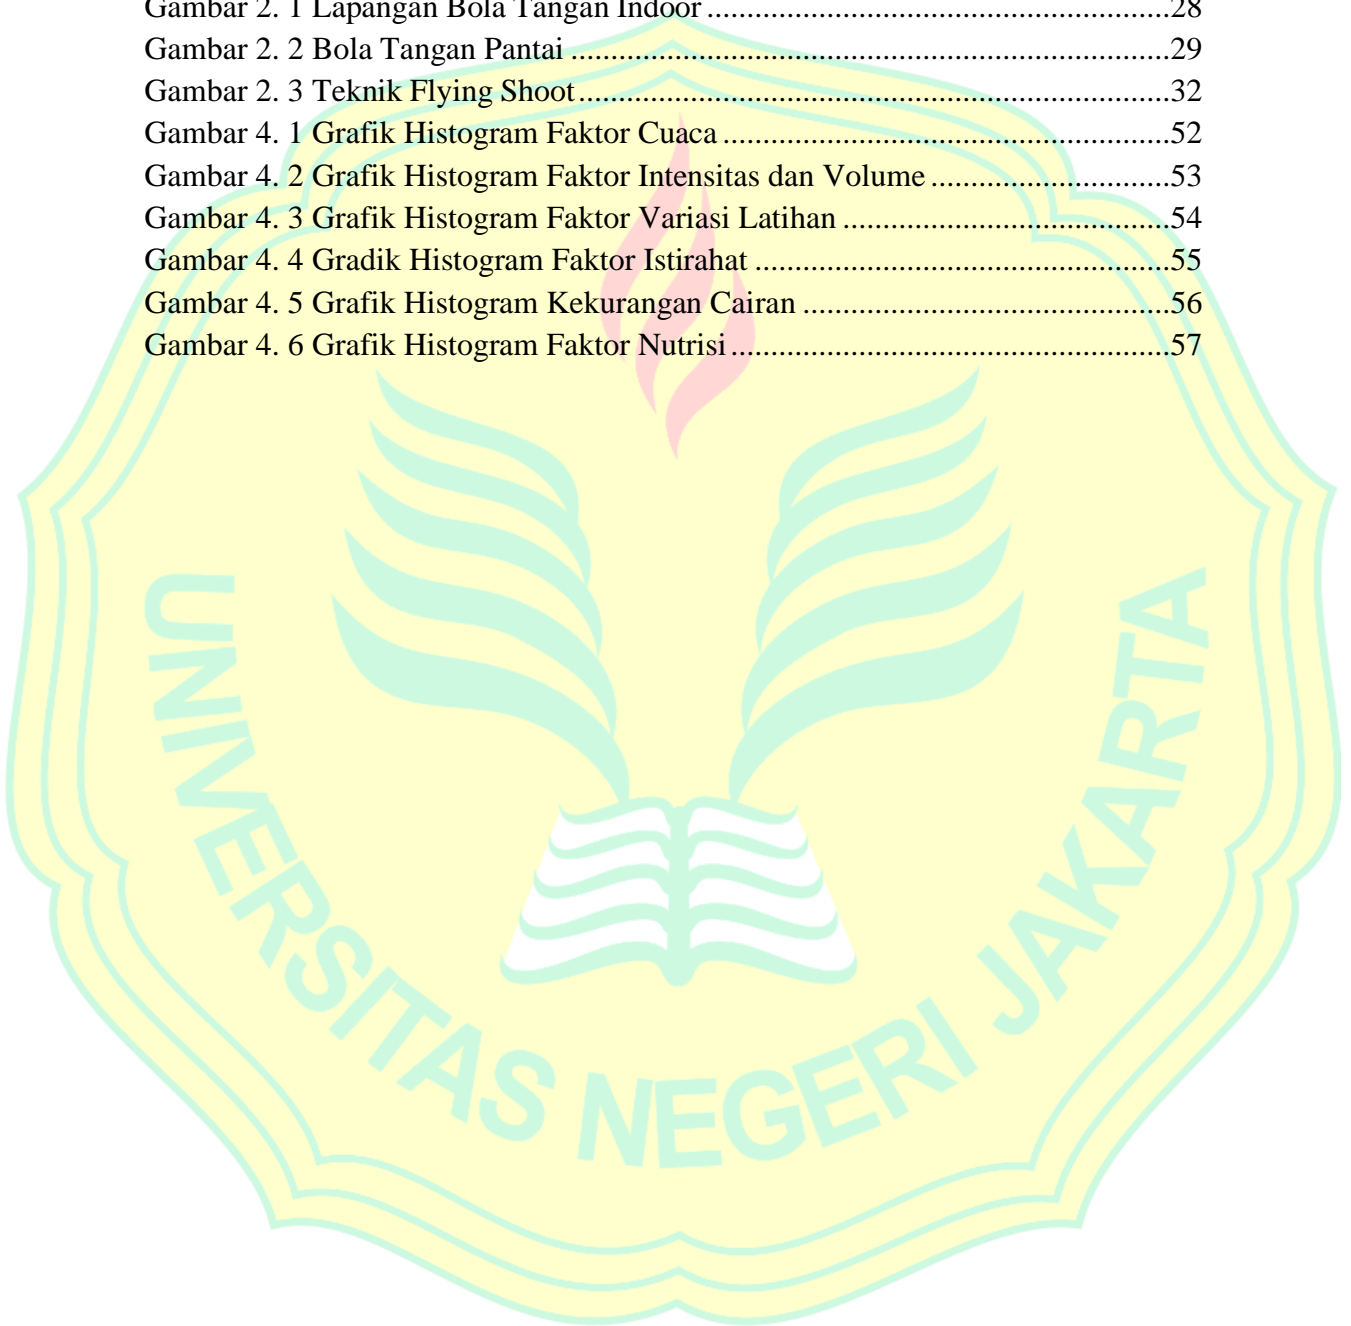 Gambar 2. 1 Lapangan Bola Tangan Indoor ........................................................28
Gambar 2. 2 Bola Tangan Pantai ........................................................................29
Gambar 2. 3 Teknik Flying Shoot........................................................................32
Gambar 4. 1 Grafik Histogram Faktor Cuaca ......................................................52
Gambar 4. 2 Grafik Histogram Faktor Intensitas dan Volume .............................53
Gambar 4. 3 Grafik Histogram Faktor Variasi Latihan ........................................54
Gambar 4. 4 Gradik Histogram Faktor Istirahat ..................................................55
Gambar 4. 5 Grafik Histogram Kekurangan Cairan .............................................56
Gambar 4. 6 Grafik Histogram Faktor Nutrisi .....................................................57
UNIVERSITAS NEGERI JAKARTA